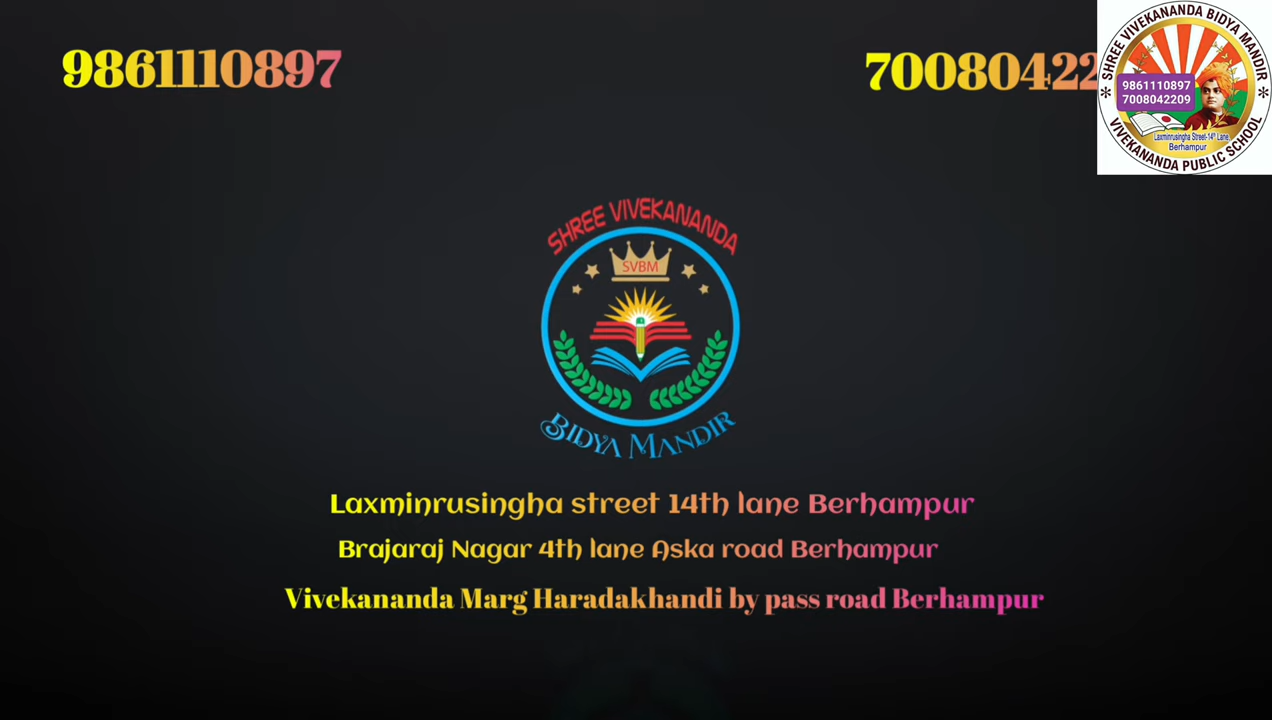 9861110897
70080422
SHREE VIVEKANANDA BIDYA MANDIR
9861110897
7008042209
Laxminrusingha Street-14th Lane,
Berhampur
VIVEKANANDA PUBLIC SCHOOL
SHREE VIVEKANANDA
SVBM
BIDYA MANDIR
Laxminrusingha street 14th lane Berhampur
Brajaraj Nagar 4th lane Aska road Berhampur
Vivekananda Marg Haradakhandi by pass road Berhampur